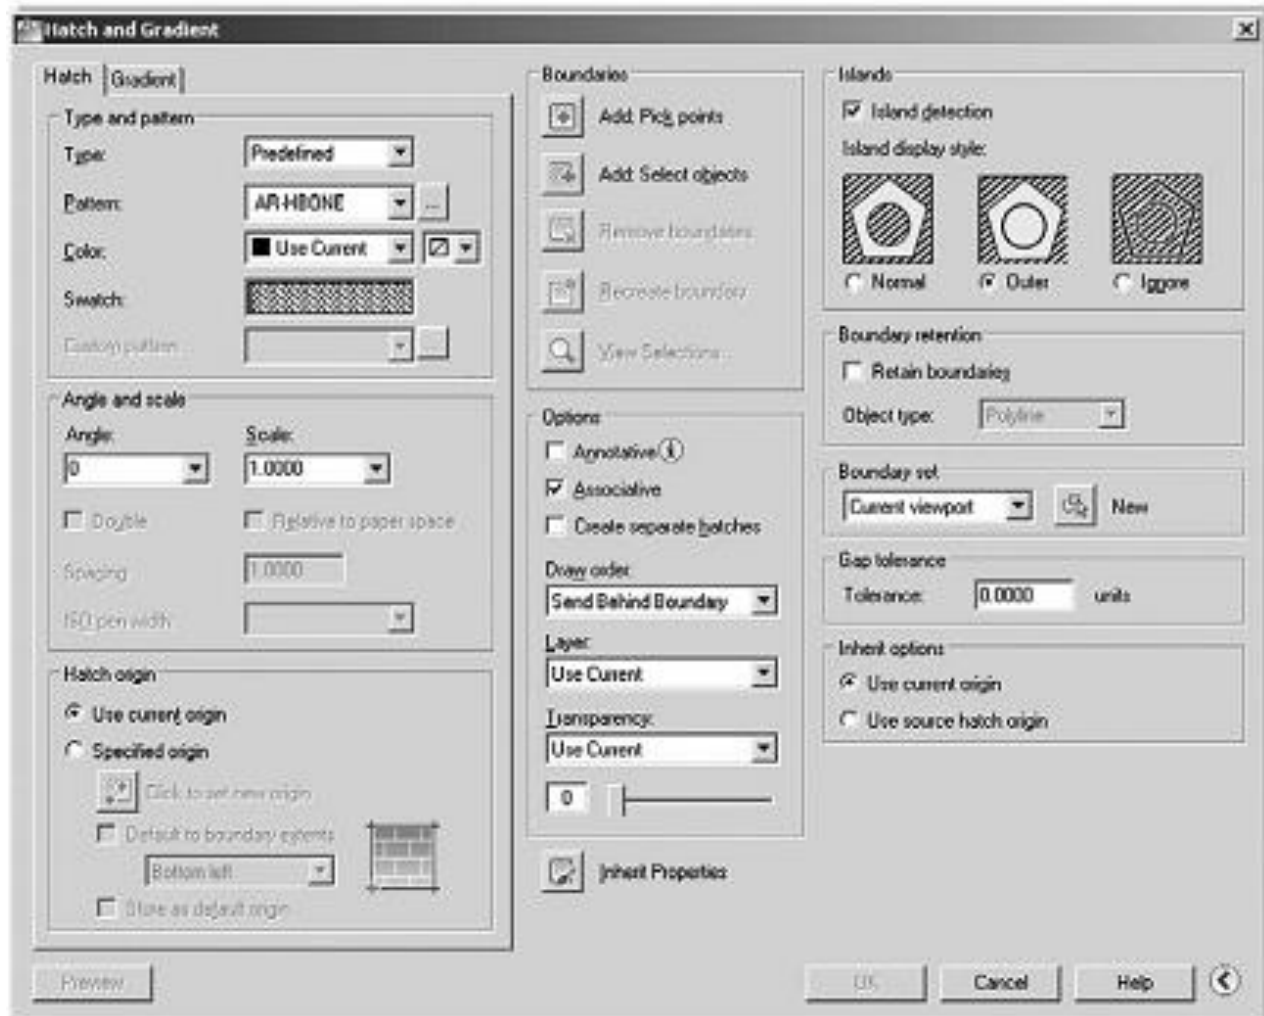 Hatch and Gradient
Hatch
Gradient
Type and pattern
Type:
Predefined
Pattern:
AR-HBONE
...
Color:
Use Current
Swatch:
Custom pattern:
...
Angle and scale
Angle:
Scale:
0
1.0000
Double
Relative to paper space
Spacing:
1.0000
ISO pen width:
Hatch origin
Use current origin
Specified origin
Click to set new origin
Default to boundary extents
Bottom left
Store as default origin
Preview
Boundaries
Add: Pick points
Add: Select objects
Remove boundaries
Recreate boundary
View Selections...
Options
Annotative
Associative
Create separate hatches
Draw order:
Send Behind Boundary
Layer:
Use Current
Transparency:
Use Current
0
Inherit Properties
Islands
Island detection
Island display style:
Normal
Outer
Ignore
Boundary retention
Retain boundaries
Object type:
Polyline
Boundary set
Current viewport
New
Gap tolerance
Tolerance:
0.0000
units
Inherit options
Use current origin
Use source hatch origin
OK
Cancel
Help